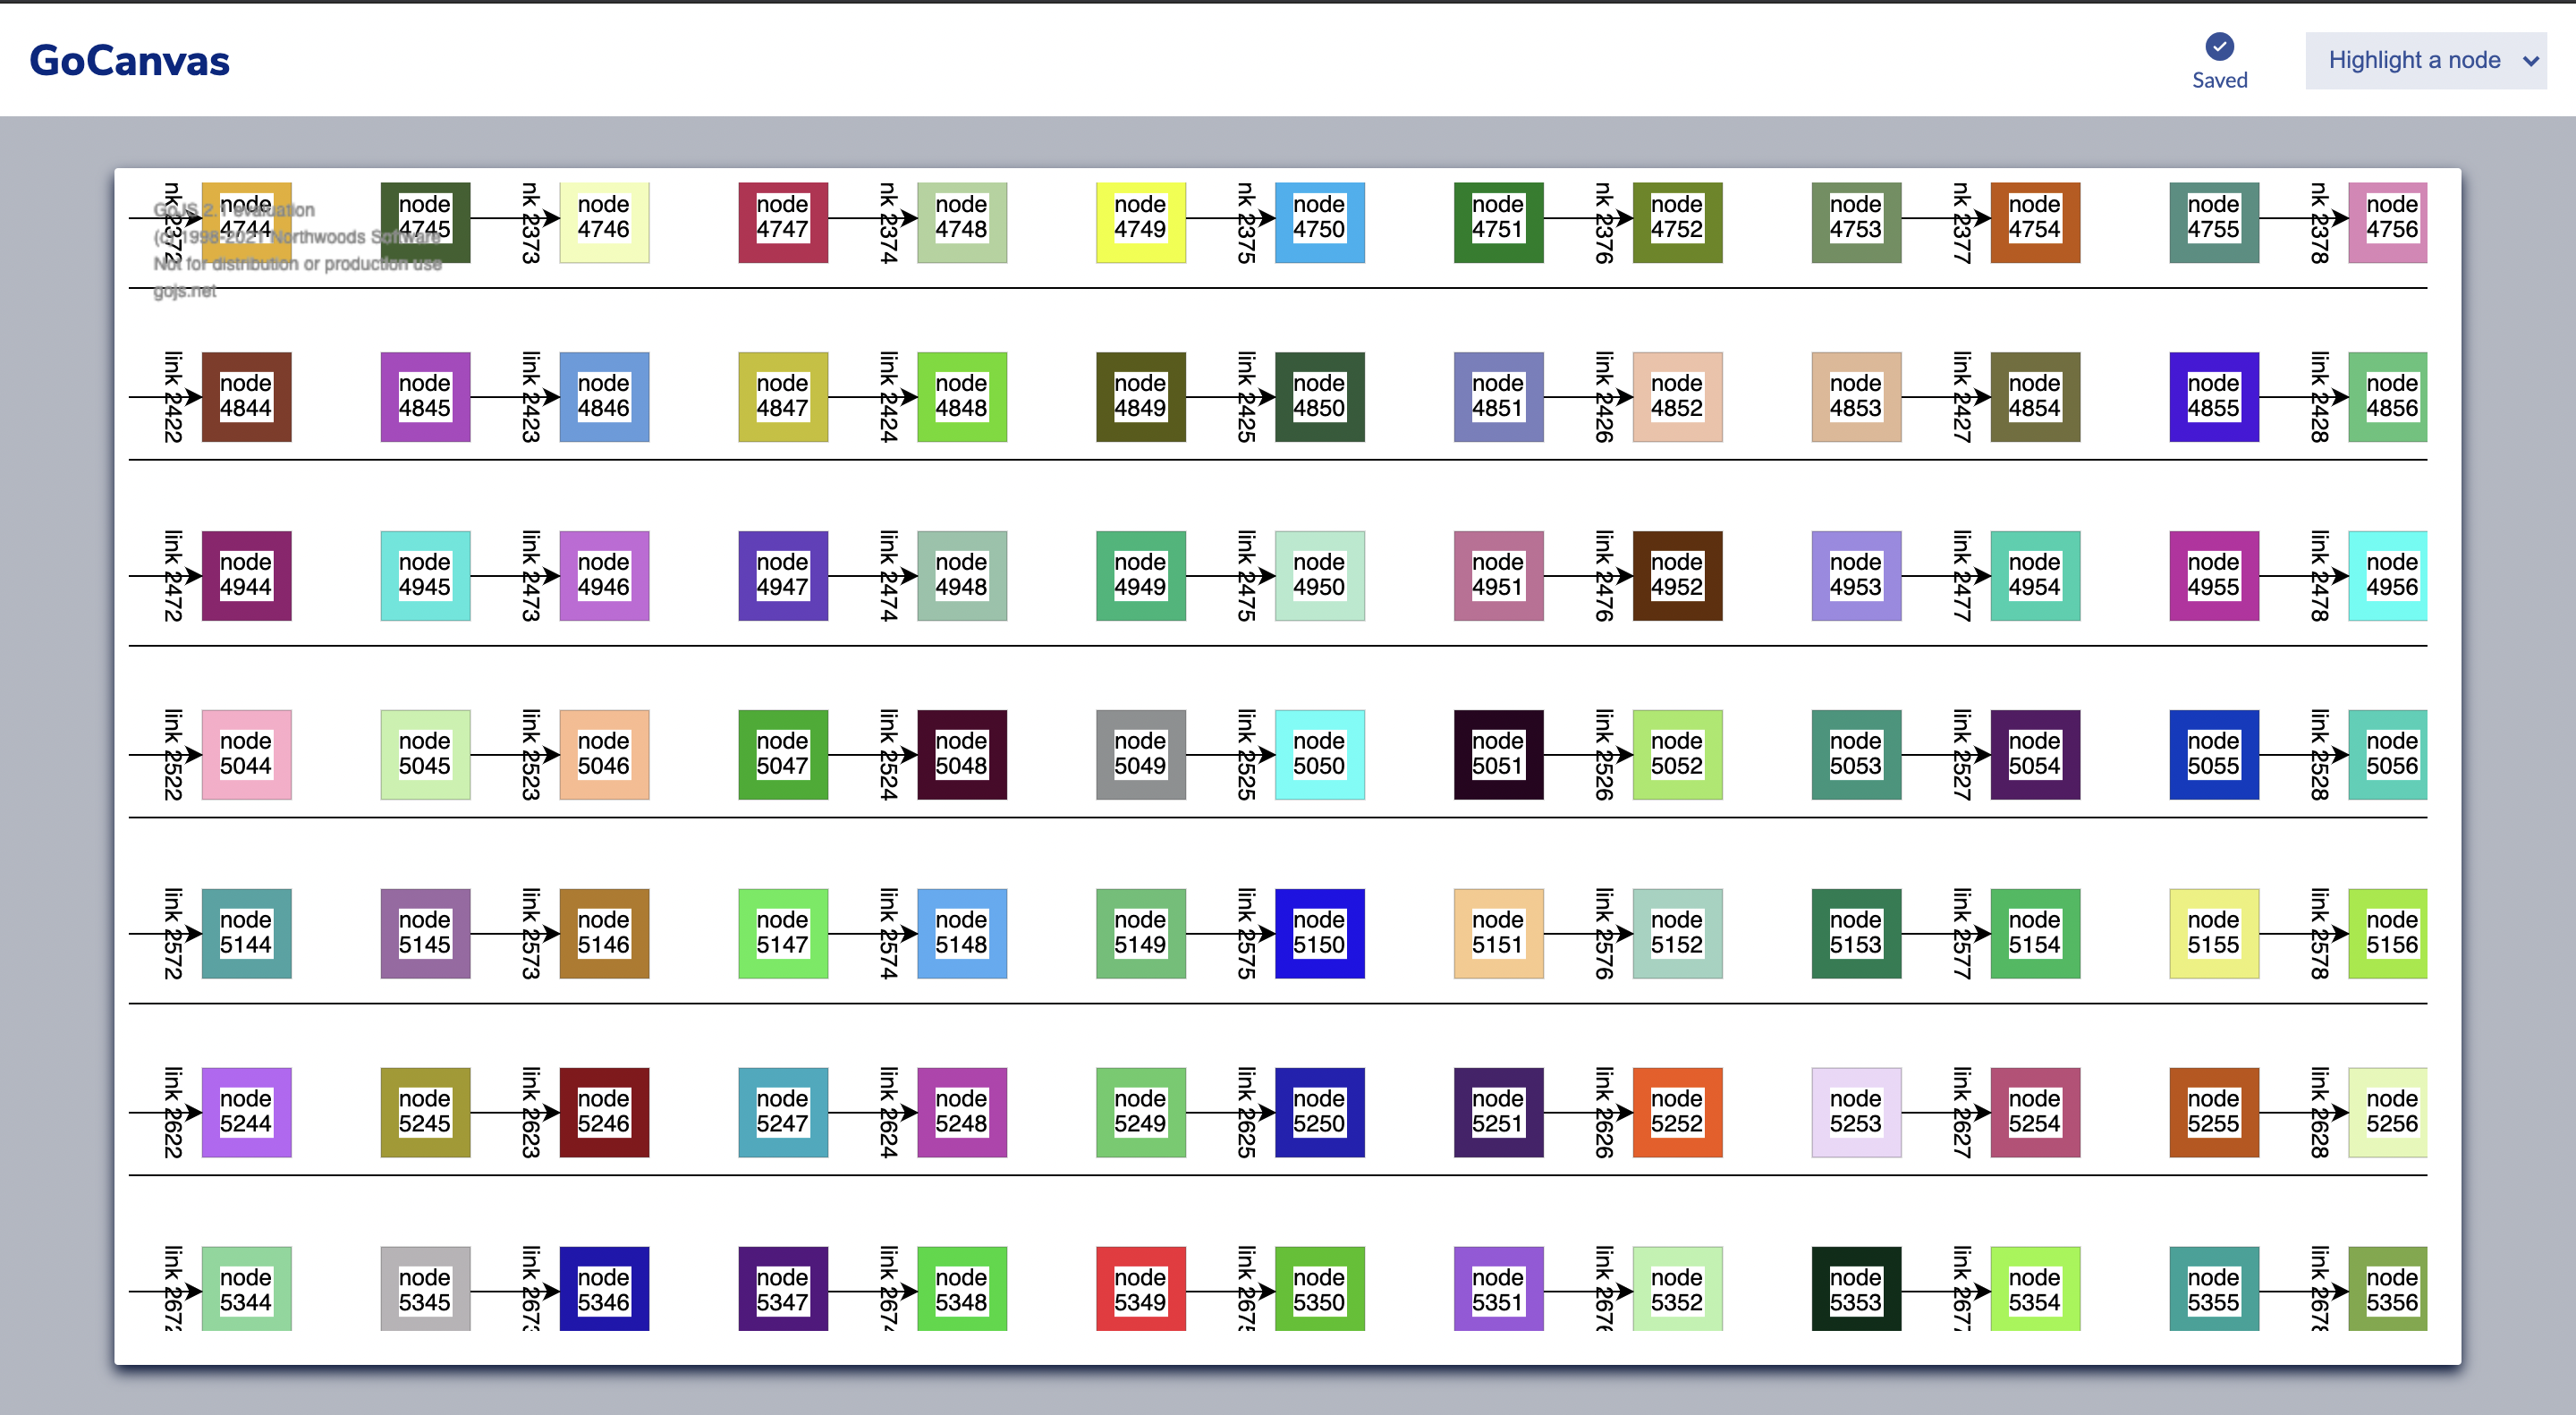 GoCanvas
Saved
Highlight a node
nk 2372 node 4744 node 4745 nk 2373 node 4746 node 4747 nk 2374 node 4748 node 4749 nk 2375 node 4750 node 4751 nk 2376 node 4752 node 4753 nk 2377 node 4754 node 4755 nk 2378 node 4756
GoJS 2.1 evaluation
(c) 1998-2021 Northwoods Software
Not for distribution or production use
gojs.net
link 2422 node 4844 node 4845 link 2423 node 4846 node 4847 link 2424 node 4848 node 4849 link 2425 node 4850 node 4851 link 2426 node 4852 node 4853 link 2427 node 4854 node 4855 link 2428 node 4856
link 2472 node 4944 node 4945 link 2473 node 4946 node 4947 link 2474 node 4948 node 4949 link 2475 node 4950 node 4951 link 2476 node 4952 node 4953 link 2477 node 4954 node 4955 link 2478 node 4956
link 2522 node 5044 node 5045 link 2523 node 5046 node 5047 link 2524 node 5048 node 5049 link 2525 node 5050 node 5051 link 2526 node 5052 node 5053 link 2527 node 5054 node 5055 link 2528 node 5056
link 2572 node 5144 node 5145 link 2573 node 5146 node 5147 link 2574 node 5148 node 5149 link 2575 node 5150 node 5151 link 2576 node 5152 node 5153 link 2577 node 5154 node 5155 link 2578 node 5156
link 2622 node 5244 node 5245 link 2623 node 5246 node 5247 link 2624 node 5248 node 5249 link 2625 node 5250 node 5251 link 2626 node 5252 node 5253 link 2627 node 5254 node 5255 link 2628 node 5256
link 2672 node 5344 node 5345 link 2673 node 5346 node 5347 link 2674 node 5348 node 5349 link 2675 node 5350 node 5351 link 2676 node 5352 node 5353 link 2677 node 5354 node 5355 link 2678 node 5356